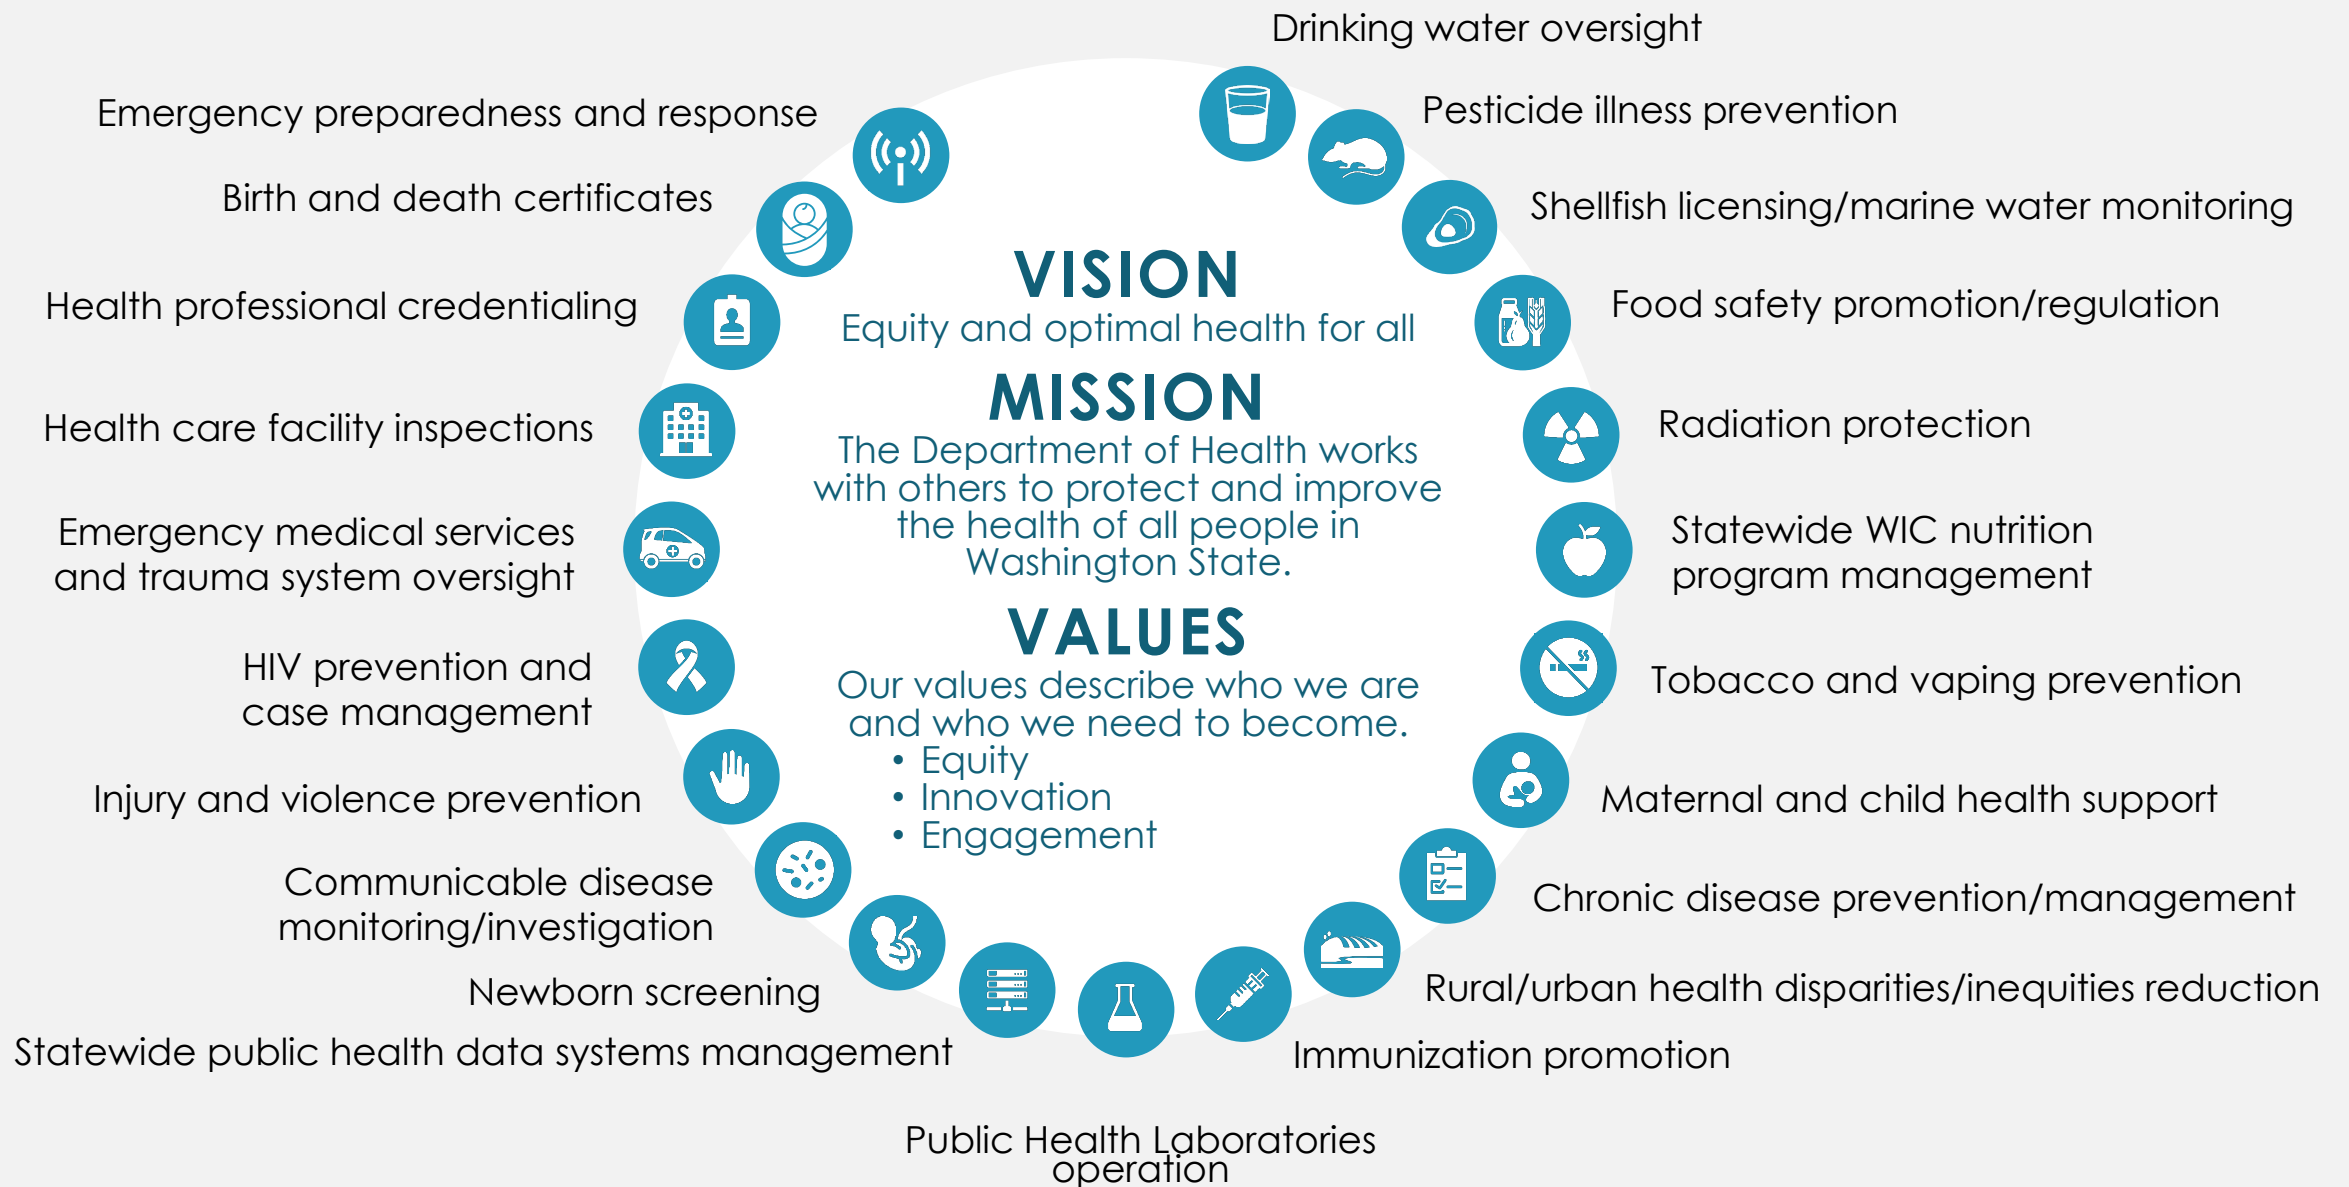 Drinking water oversight
Pesticide illness prevention
Shellfish licensing/marine water monitoring
Food safety promotion/regulation
Radiation protection
Statewide WIC nutrition
program management
Tobacco and vaping prevention
Maternal and child health support
Chronic disease prevention/management
Rural/urban health disparities/inequities reduction
Immunization promotion
Public Health Laboratories
operation
Statewide public health data systems management
Newborn screening
Communicable disease
monitoring/investigation
Injury and violence prevention
HIV prevention and
case management
Emergency medical services
and trauma system oversight
Health care facility inspections
Health professional credentialing
Birth and death certificates
Emergency preparedness and response
VISION
Equity and optimal health for all
MISSION
The Department of Health works
with others to protect and improve
the health of all people in
Washington State.
VALUES
Our values describe who we are
and who we need to become.
• Equity
• Innovation
• Engagement